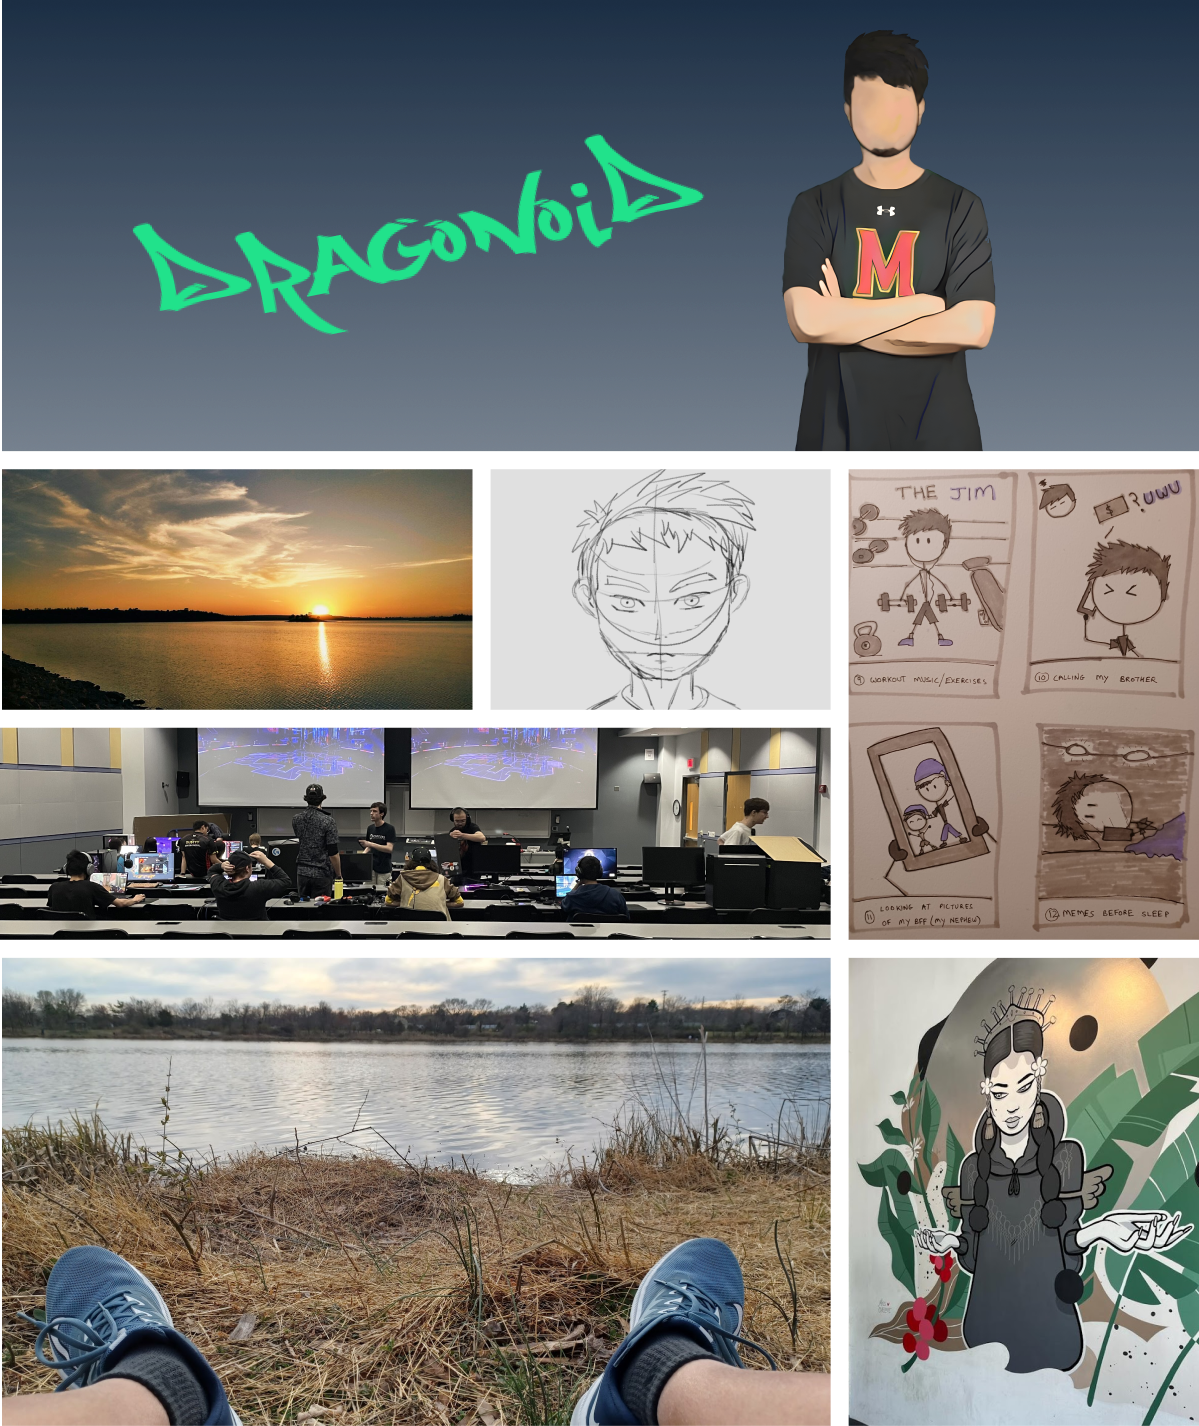 DRAGONOID
M
THE JIM
9 WORKOUT MUSIC/EXERCISES
$ ? UWU
10 CALLING MY BROTHER
11 LOOKING AT PICTURES
OF MY BFF (MY NEPHEW)
12 MEMES BEFORE SLEEP